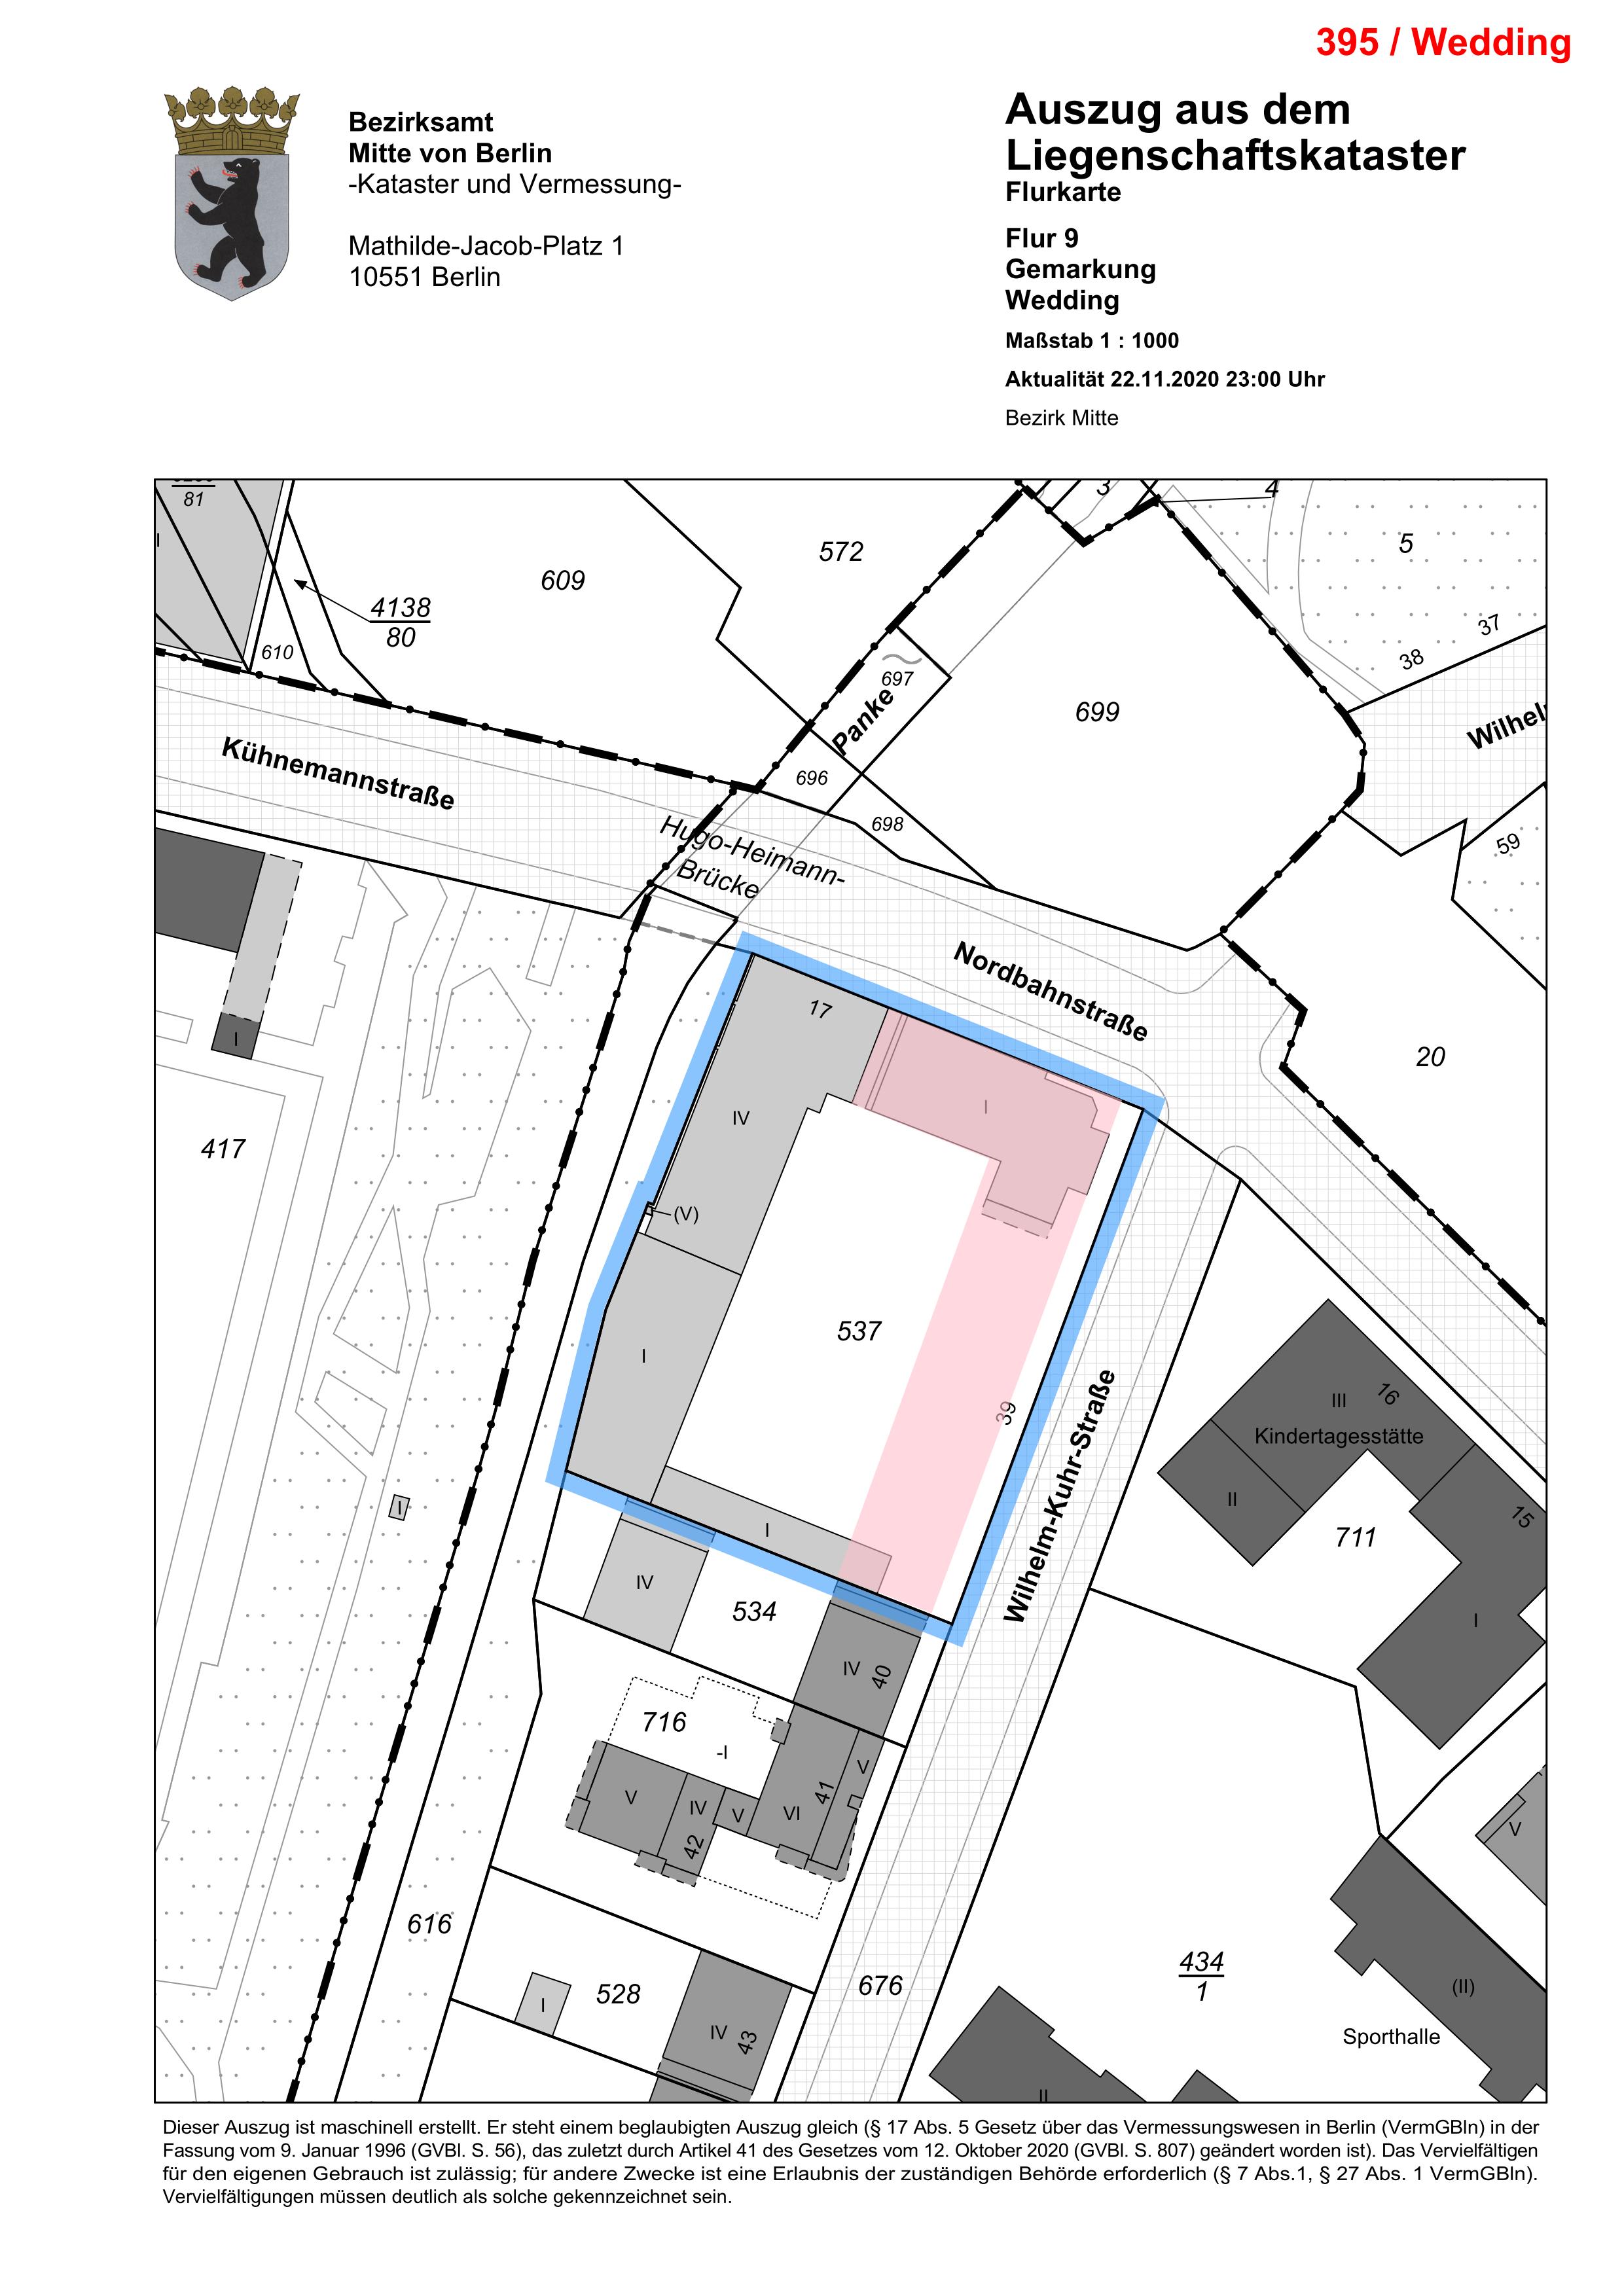 395 / Wedding
Bezirksamt
Mitte von Berlin
-Kataster und Vermessung-
Mathilde-Jacob-Platz 1
10551 Berlin
Auszug aus dem
Liegenschaftskataster
Flurkarte
Flur 9
Gemarkung
Wedding
Maßstab 1 : 1000
Aktualität 22.11.2020 23:00 Uhr
Bezirk Mitte
81
3
4
5
I
572
609
4138
80
610
37
38
697
Panke
699
Kühnemannstraße
696
698
59
Hugo-Heimann-
Brücke
Nordbahnstraße
17
I
20
I
IV
417
(V)
537
I
39
Wilhelm-Kuhr-Straße
III
16
Kindertagesstätte
II
15
711
I
I
I
IV
534
IV
40
716
-I
V
IV
V
VI
41
V
42
V
616
434
1
676
528
I
IV
43
(II)
Sporthalle
II
Dieser Auszug ist maschinell erstellt. Er steht einem beglaubigten Auszug gleich (§ 17 Abs. 5 Gesetz über das Vermessungswesen in Berlin (VermGBln) in der
Fassung vom 9. Januar 1996 (GVBl. S. 56), das zuletzt durch Artikel 41 des Gesetzes vom 12. Oktober 2020 (GVBl. S. 807) geändert worden ist). Das Vervielfältigen
für den eigenen Gebrauch ist zulässig; für andere Zwecke ist eine Erlaubnis der zuständigen Behörde erforderlich (§ 7 Abs.1, § 27 Abs. 1 VermGBln).
Vervielfältigungen müssen deutlich als solche gekennzeichnet sein.